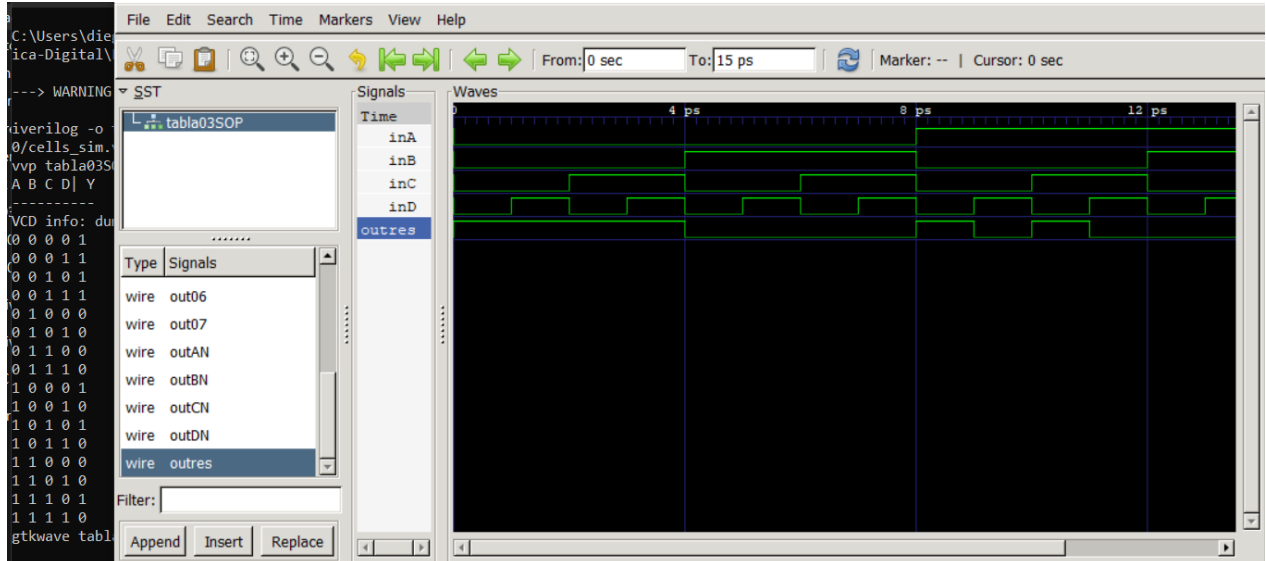 C:\Users\die
ica-Digital\
---> WARNING
iverilog -o
0/cells_sim.
vvp tabla03S
A B C D| Y
----------
VCD info: du
0 0 0 0 1
0 0 0 1 1
0 0 1 0 1
0 0 1 1 1
0 1 0 0 0
0 1 0 1 0
0 1 1 0 0
0 1 1 1 0
1 0 0 0 1
1 0 0 1 0
1 0 1 0 1
1 0 1 1 0
1 1 0 0 0
1 1 0 1 0
1 1 1 0 1
1 1 1 1 0
gtkwave tabl
File Edit Search Time Markers View Help
From: 0 sec To: 15 ps Marker: -- | Cursor: 0 sec
SST
tabla03SOP
Type Signals
wire out06
wire out07
wire outAN
wire outBN
wire outCN
wire outDN
wire outres
Filter:
Append Insert Replace
Signals
Time
inA
inB
inC
inD
outres
Waves
0 4 ps 8 ps 12 ps